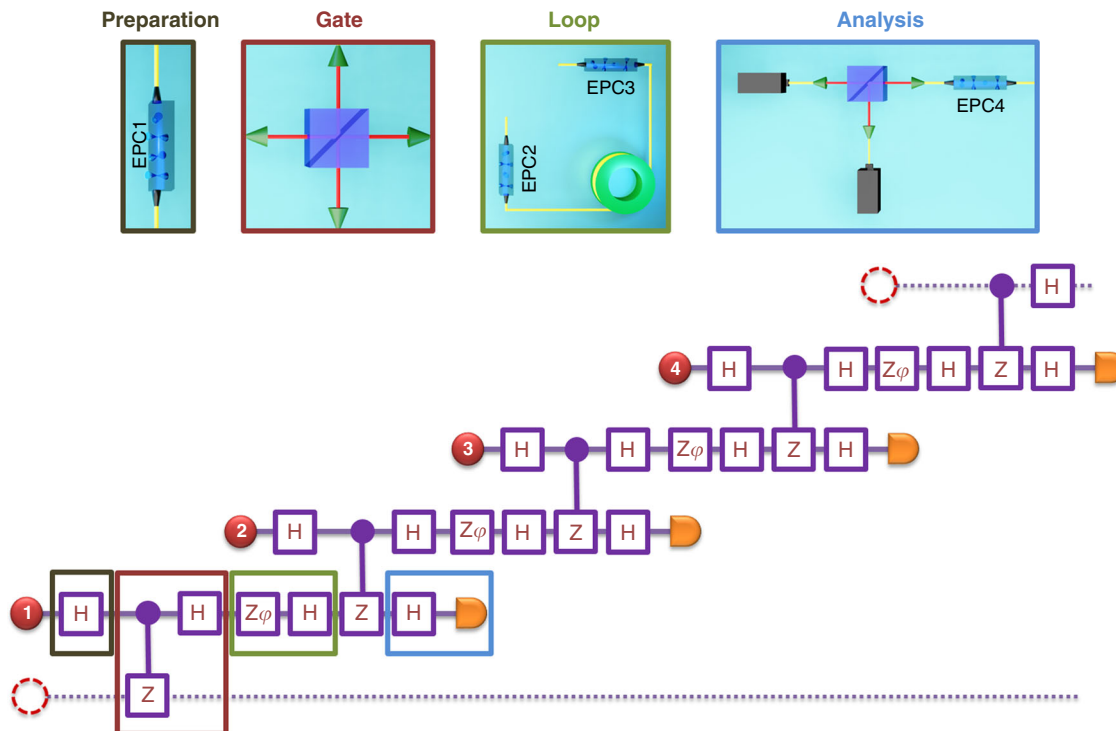 Preparation Gate Loop Analysis
EPC1
EPC2
EPC3
EPC4
H
4 H H Zφ H Z H
3 H H Zφ H Z H
2 H H Zφ H Z H
1 H H Zφ H Z H
Z